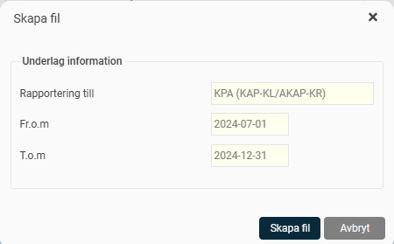 Skapa fil
Underlag information
Rapportering till KPA (KAP-KL/AKAP-KR)
Fr.o.m 2024-07-01
T.o.m 2024-12-31
Skapa fil Avbryt